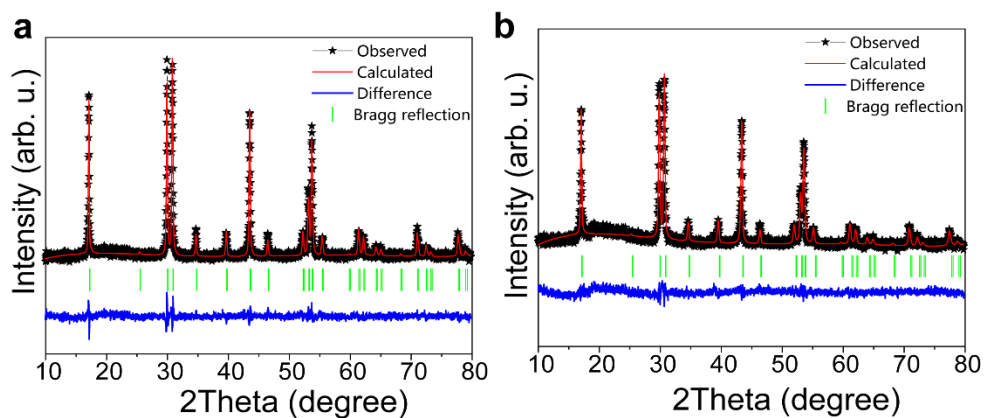 a
Observed
Calculated
Difference
Bragg reflection
Intensity (arb. u.)
10 20 30 40 50 60 70 80
2Theta (degree)
b
Observed
Calculated
Difference
Bragg reflection
Intensity (arb. u.)
10 20 30 40 50 60 70 80
2Theta (degree)